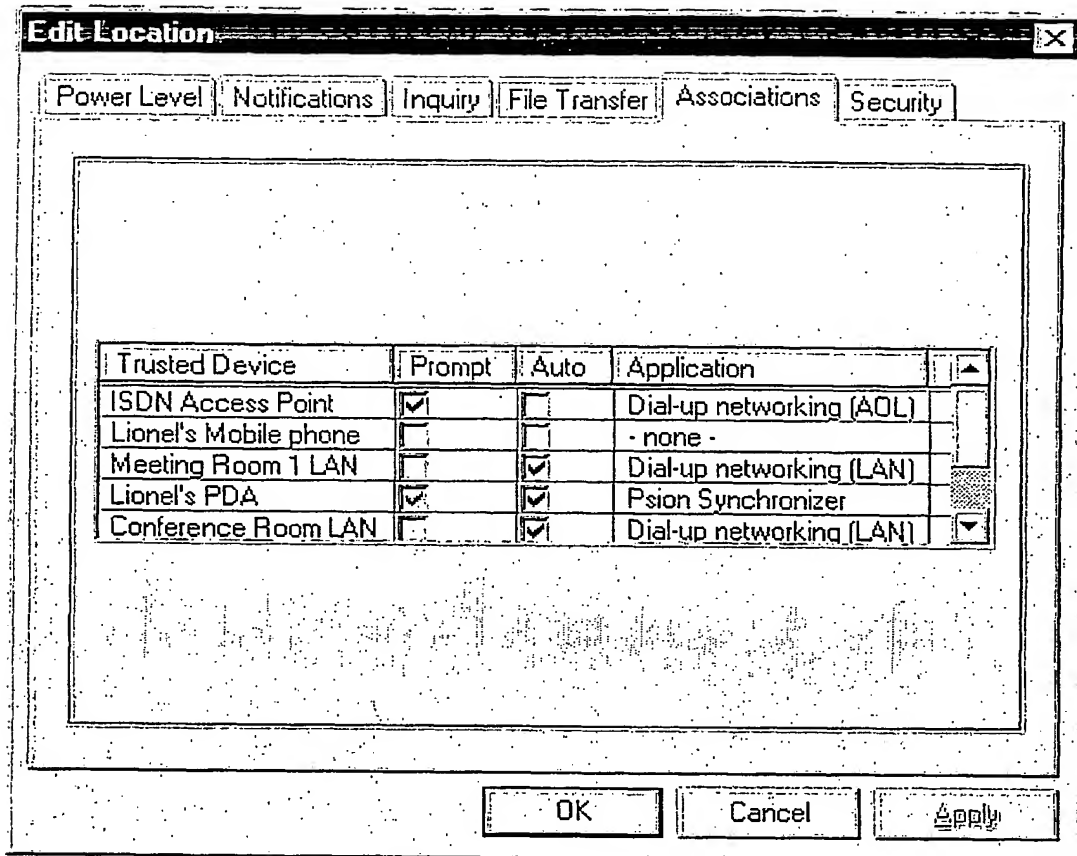 Edit Location
Power Level Notifications Inquiry File Transfer Associations Security
Trusted Device Prompt Auto Application
ISDN Access Point Dial-up networking (AOL)
Lionel's Mobile phone - none -
Meeting Room 1 LAN Dial-up networking (LAN)
Lionel's PDA Psion Synchronizer
Conference Room LAN Dial-up networking (LAN)
OK Cancel Apply